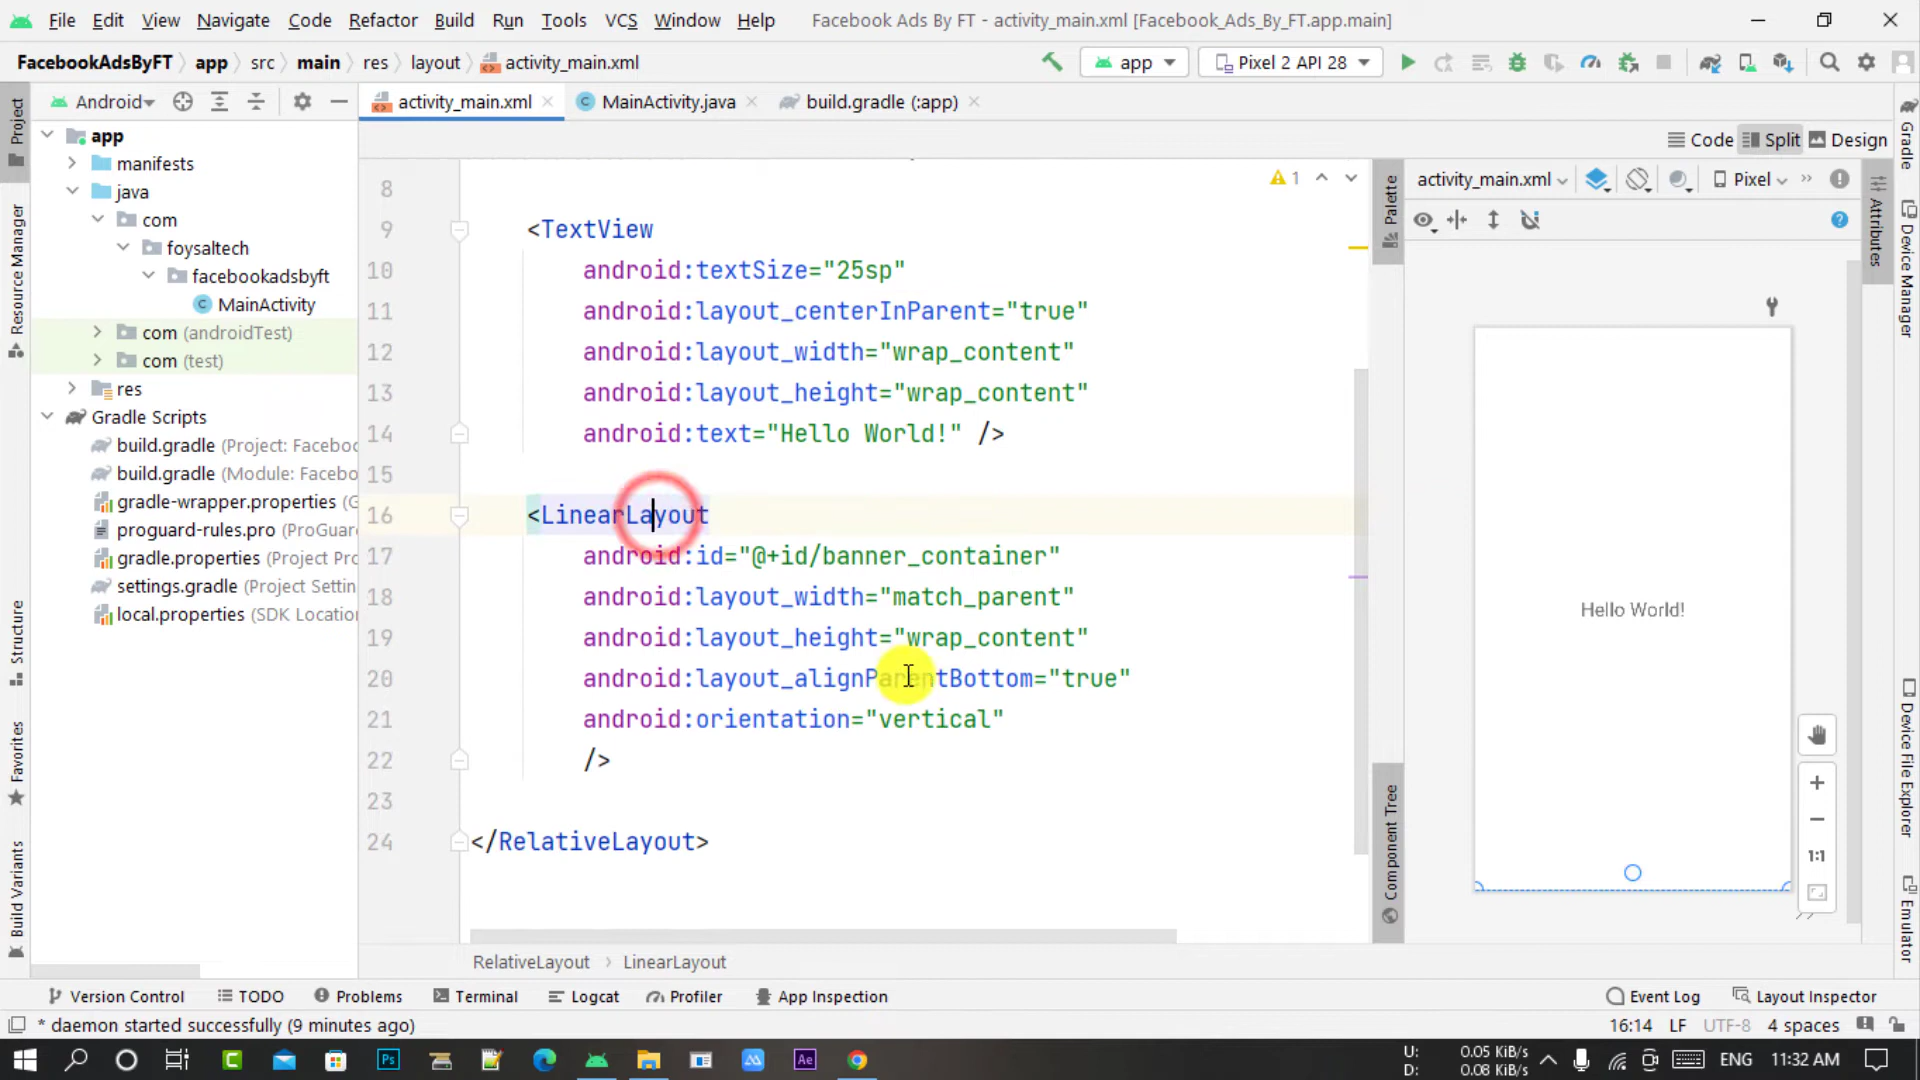 File Edit View Navigate Code Refactor Build Run Tools VCS Window Help Facebook Ads By FT - activity_main.xml [Facebook_Ads_By_FT.app.main]
FacebookAdsByFT app src main res layout activity_main.xml app Pixel 2 API 28
Android activity_main.xml MainActivity.java build.gradle (:app)
Code Split Design
app
manifests
java
com
foysaltech
facebookadsbyft
MainActivity
com (androidTest)
com (test)
res
Gradle Scripts
build.gradle (Project: Facebo
build.gradle (Module: Facebo
gradle-wrapper.properties (G
proguard-rules.pro (ProGuar
gradle.properties (Project Pro
settings.gradle (Project Settin
local.properties (SDK Locatio
Project
Resource Manager
Structure
Favorites
Build Variants
8
9 <TextView
10 android:textSize="25sp"
11 android:layout_centerInParent="true"
12 android:layout_width="wrap_content"
13 android:layout_height="wrap_content"
14 android:text="Hello World!" />
15
16 <LinearLayout
17 android:id="@+id/banner_container"
18 android:layout_width="match_parent"
19 android:layout_height="wrap_content"
20 android:layout_alignParentBottom="true"
21 android:orientation="vertical"
22 />
23
24 </RelativeLayout>
1
Palette
Component Tree
activity_main.xml Pixel
Hello World!
1:1
Attributes
Gradle
Device Manager
Device File Explorer
Emulator
RelativeLayout › LinearLayout
Version Control TODO Problems Terminal Logcat Profiler App Inspection Event Log Layout Inspector
* daemon started successfully (9 minutes ago) 16:14 LF UTF-8 4 spaces
C Ps Ae
U: 0.05 KiB/s
D: 0.08 KiB/s
ENG 11:32 AM